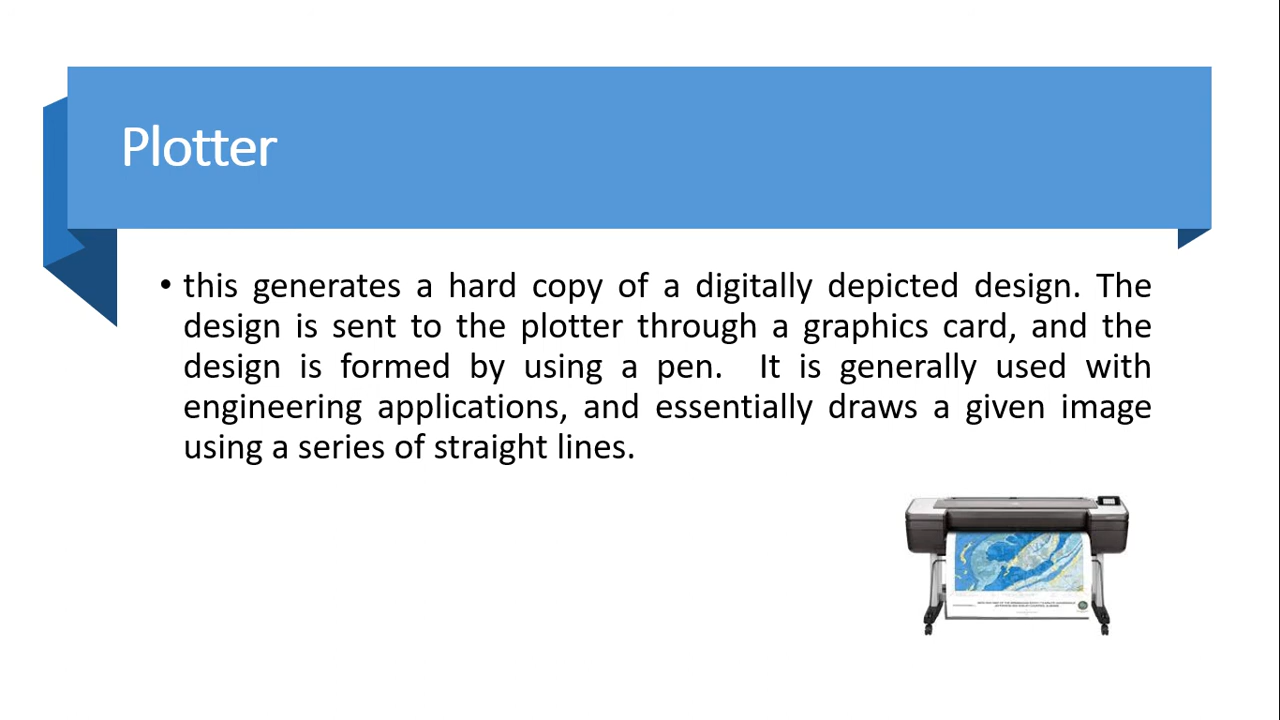 Plotter
• this generates a hard copy of a digitally depicted design. The
design is sent to the plotter through a graphics card, and the
design is formed by using a pen.  It is generally used with
engineering applications, and essentially draws a given image
using a series of straight lines.